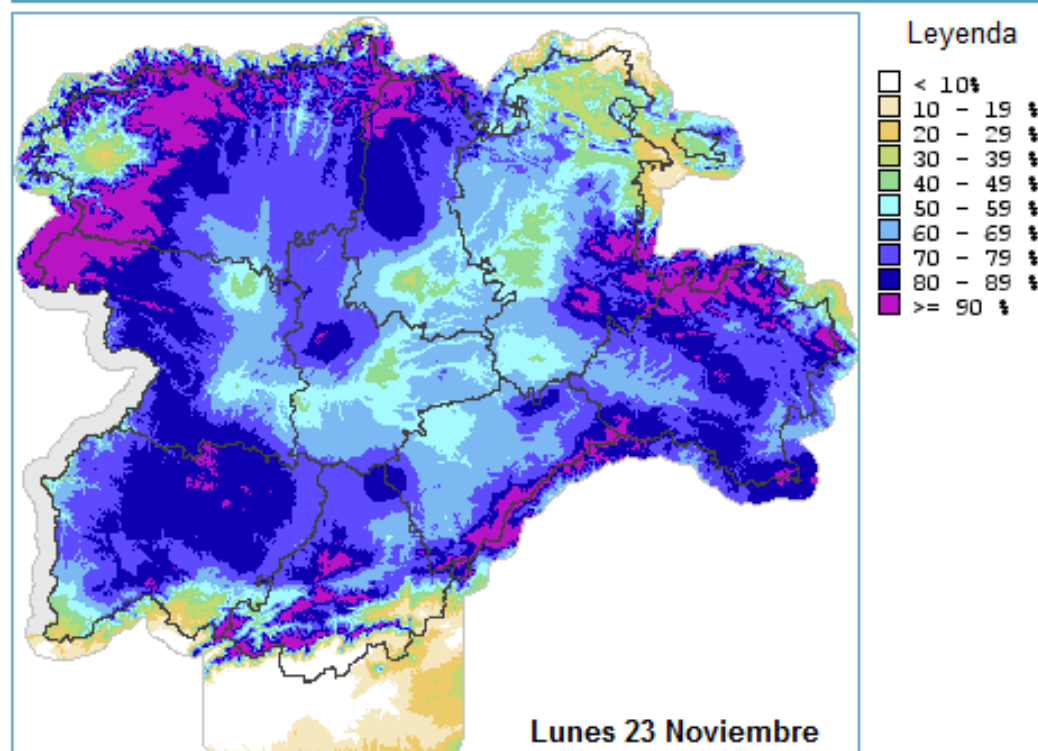 Leyenda
< 10%
10 - 19 %
20 - 29 %
30 - 39 %
40 - 49 %
50 - 59 %
60 - 69 %
70 - 79 %
80 - 89 %
>= 90 %
Lunes 23 Noviembre